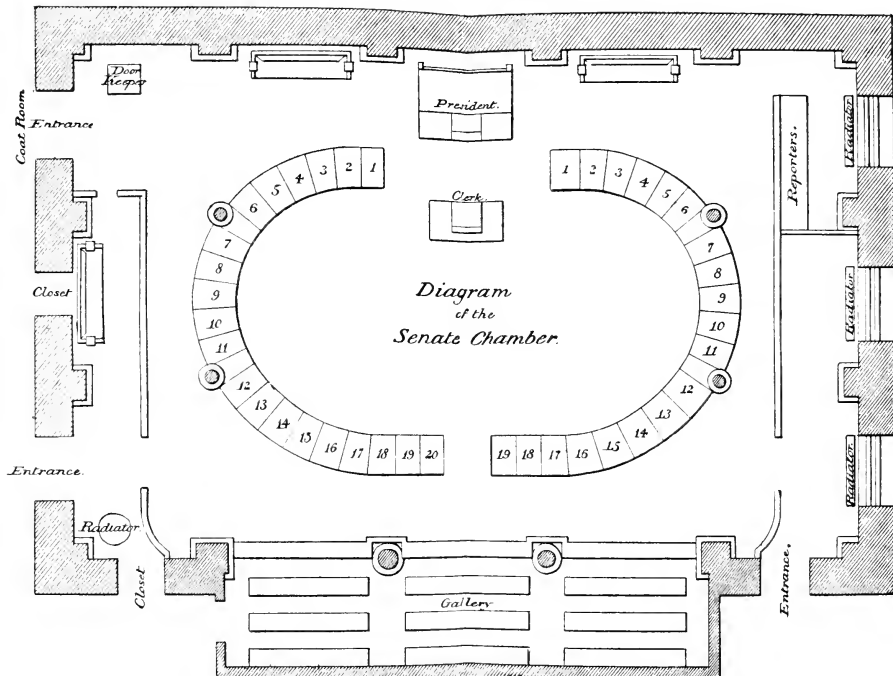 Door
Keeper
President.
Coat Room
Entrance
Reporters.
Radiator
Clerk.
1
2
3
4
5
6
7
8
9
10
11
12
13
14
15
16
17
18
19
20
1
2
3
4
5
6
7
8
9
10
11
12
13
14
15
16
17
18
19
Closet
Diagram
of the
Senate Chamber.
Radiator
Entrance.
Radiator.
Radiator
Closet
Gallery
Entrance.